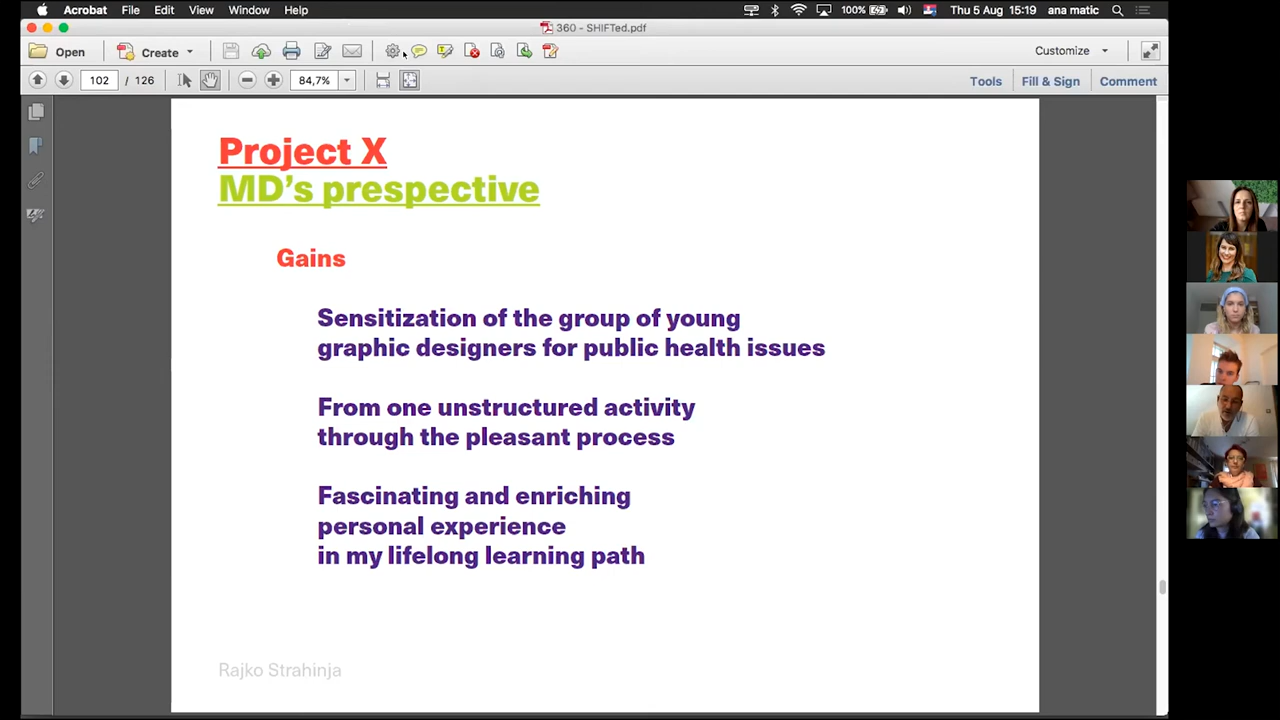 Acrobat File Edit View Window Help 100% Thu 5 Aug 15:19 ana matic
360 - SHIFTed.pdf
Open Create Customize
102 / 126 84,7% Tools Fill & Sign Comment
Project X
MD’s prespective
Gains
Sensitization of the group of young
graphic designers for public health issues
From one unstructured activity
through the pleasant process
Fascinating and enriching
personal experience
in my lifelong learning path
Rajko Strahinja